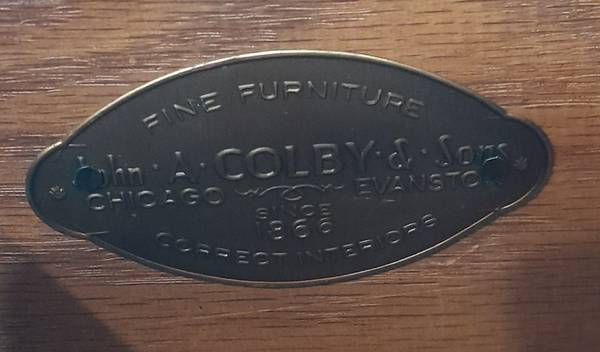 FINE FURNITURE
John · A · COLBY · & · Sons
CHICAGO EVANSTON
SINCE
1866
CORRECT INTERIORS